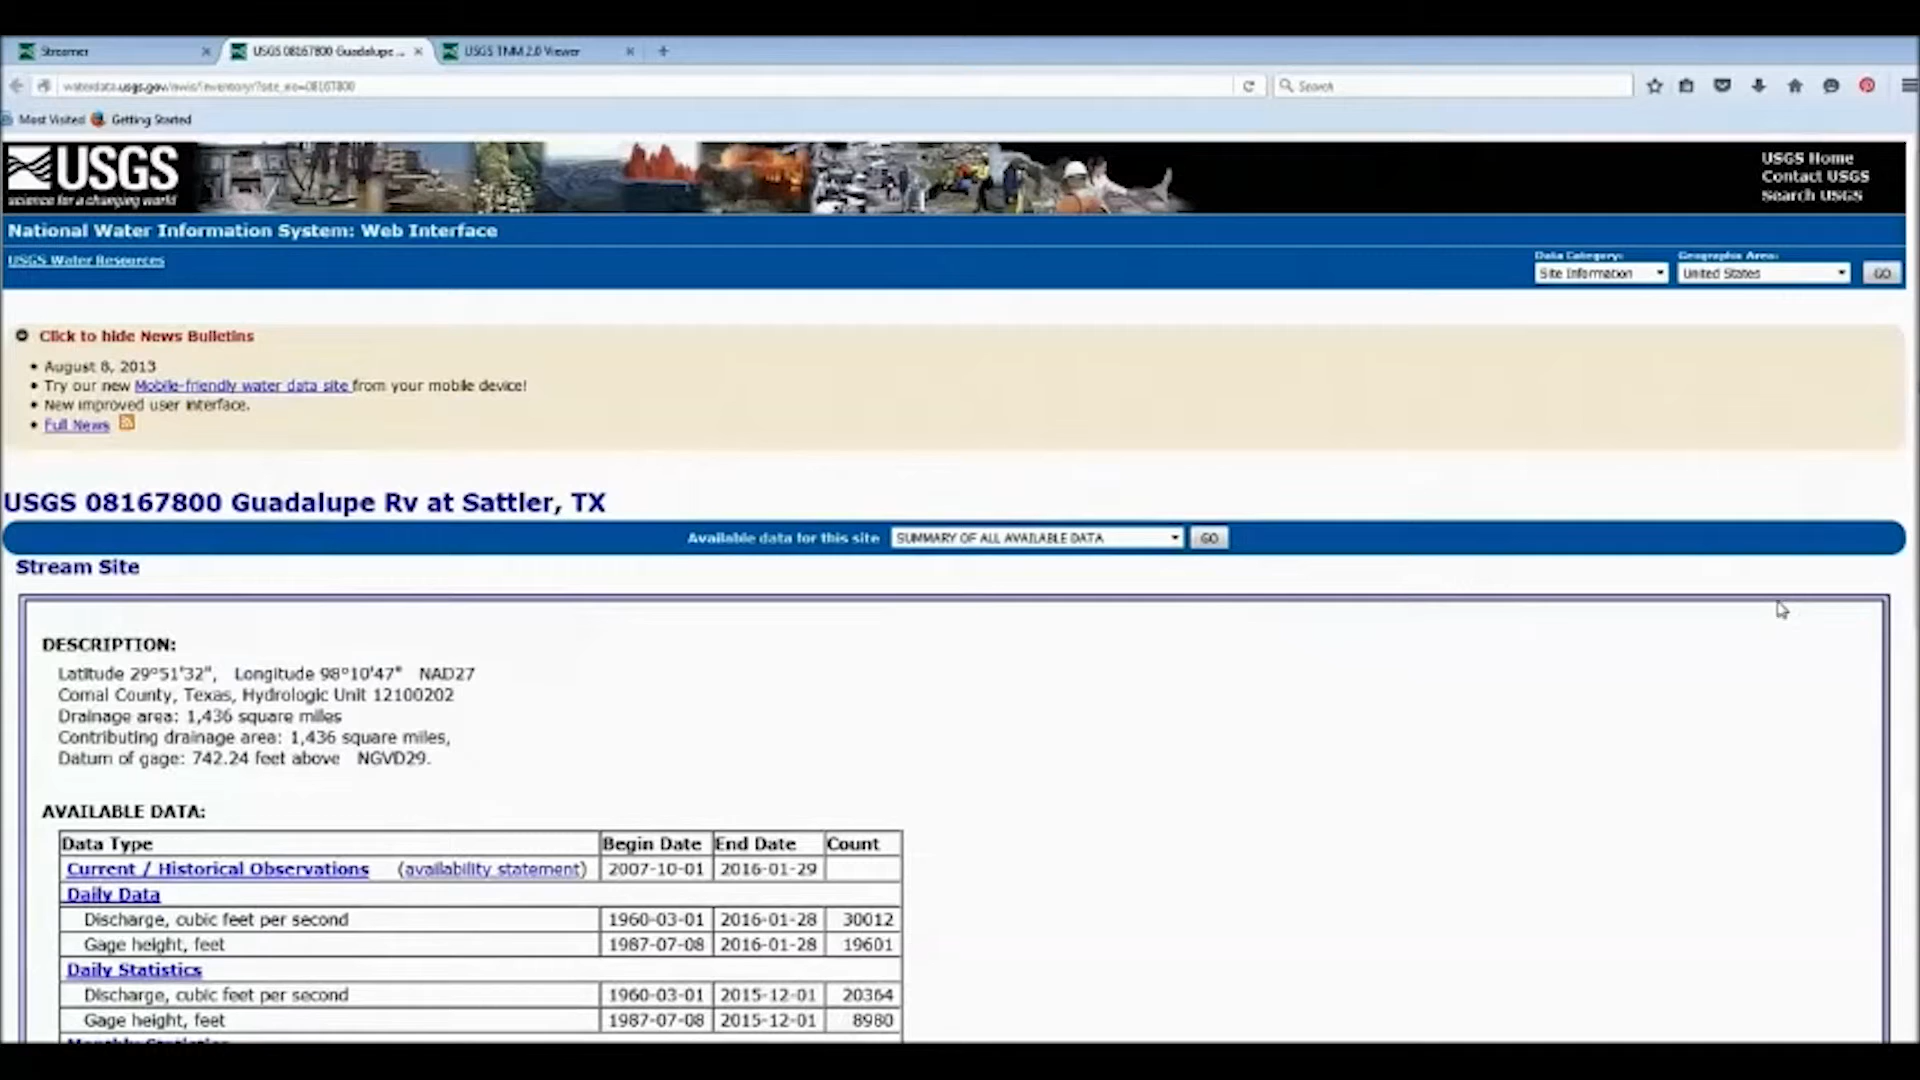 Streamer
USGS 08167800 Guadalupe ...
USGS TNM 2.0 Viewer
waterdata.usgs.gov/nwis/inventory/?site_no=08167800
Search
Most Visited
Getting Started
USGS
science for a changing world
USGS Home
Contact USGS
Search USGS
National Water Information System: Web Interface
USGS Water Resources
Data Category:
Geographic Area:
Site Information
United States
GO
Click to hide News Bulletins
• August 8, 2013
• Try our new Mobile-friendly water data site from your mobile device!
• New improved user interface.
• Full News
USGS 08167800 Guadalupe Rv at Sattler, TX
Available data for this site SUMMARY OF ALL AVAILABLE DATA GO
Stream Site
DESCRIPTION:
Latitude 29°51'32", Longitude 98°10'47" NAD27
Comal County, Texas, Hydrologic Unit 12100202
Drainage area: 1,436 square miles
Contributing drainage area: 1,436 square miles,
Datum of gage: 742.24 feet above NGVD29.
AVAILABLE DATA:
Data Type Begin Date End Date Count
Current / Historical Observations (availability statement) 2007-10-01 2016-01-29
Daily Data
Discharge, cubic feet per second 1960-03-01 2016-01-28 30012
Gage height, feet 1987-07-08 2016-01-28 19601
Daily Statistics
Discharge, cubic feet per second 1960-03-01 2015-12-01 20364
Gage height, feet 1987-07-08 2015-12-01 8980
Monthly Statistics